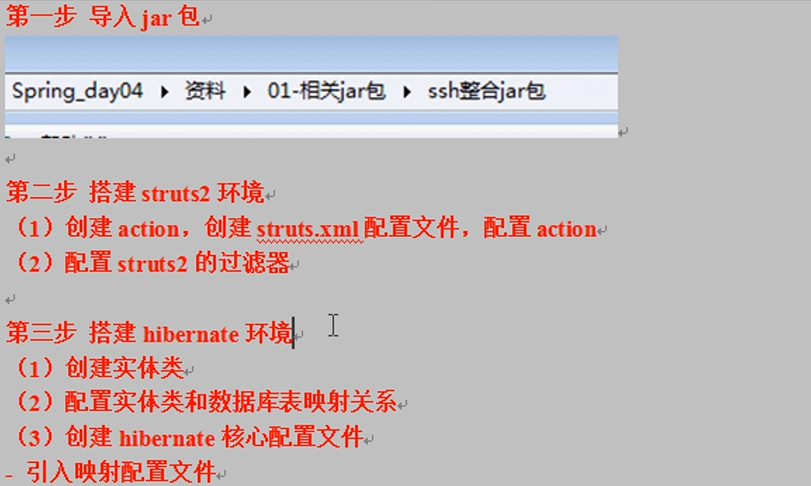 第一步 导入 jar 包
Spring_day04 ▸ 资料 ▸ 01-相关jar包 ▸ ssh整合jar包
第二步 搭建 struts2 环境
（1）创建 action，创建 struts.xml 配置文件，配置 action
（2）配置 struts2 的过滤器
第三步 搭建 hibernate 环境
（1）创建实体类
（2）配置实体类和数据库表映射关系
（3）创建 hibernate 核心配置文件
- 引入映射配置文件